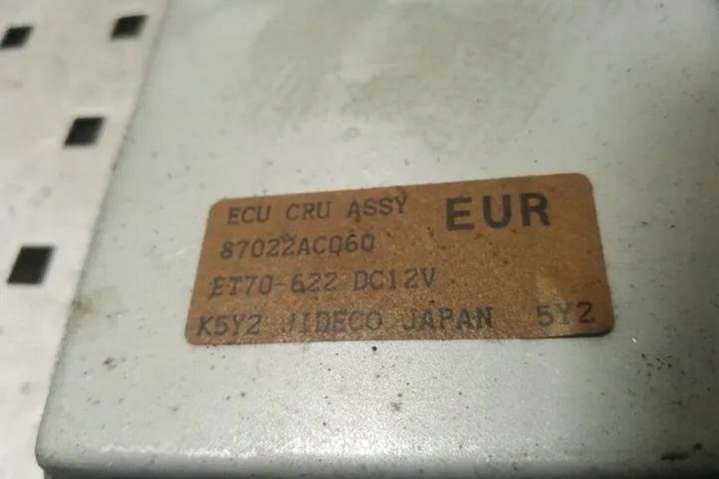 ECU CRU ASSY EUR
87022AC060
ET70-622 DC12V
K5Y2 JIDECO JAPAN 5Y2